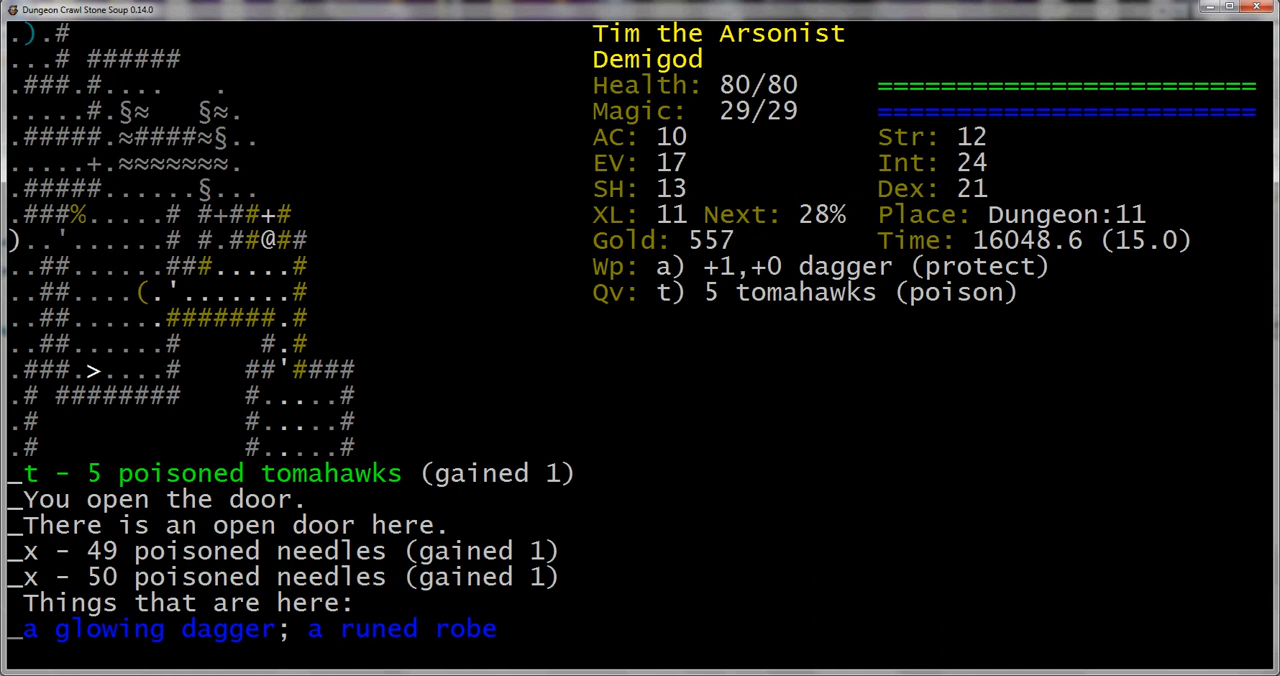 Dungeon Crawl Stone Soup 0.14.0
.).#
...# ######
.###.#....    .
.....#.§≈   §≈.
.#####.≈####≈§..
.....+.≈≈≈≈≈≈≈.
.#####......§...
.###%.....# #+##+#
)..'......# #.##@##
..##......###.....#
..##....(.'.......#
..##......#######.#
..##......#     #.#
.###.>....#    ##'####
.# ########    #.....#
.#             #.....#
.#             #.....#
Tim the Arsonist
Demigod
Health: 80/80 ========================
Magic: 29/29 ========================
AC: 10 Str: 12
EV: 17 Int: 24
SH: 13 Dex: 21
XL: 11 Next: 28% Place: Dungeon:11
Gold: 557 Time: 16048.6 (15.0)
Wp: a) +1,+0 dagger (protect)
Qv: t) 5 tomahawks (poison)
_t - 5 poisoned tomahawks (gained 1)
_You open the door.
_There is an open door here.
_x - 49 poisoned needles (gained 1)
_x - 50 poisoned needles (gained 1)
Things that are here:
_a glowing dagger; a runed robe